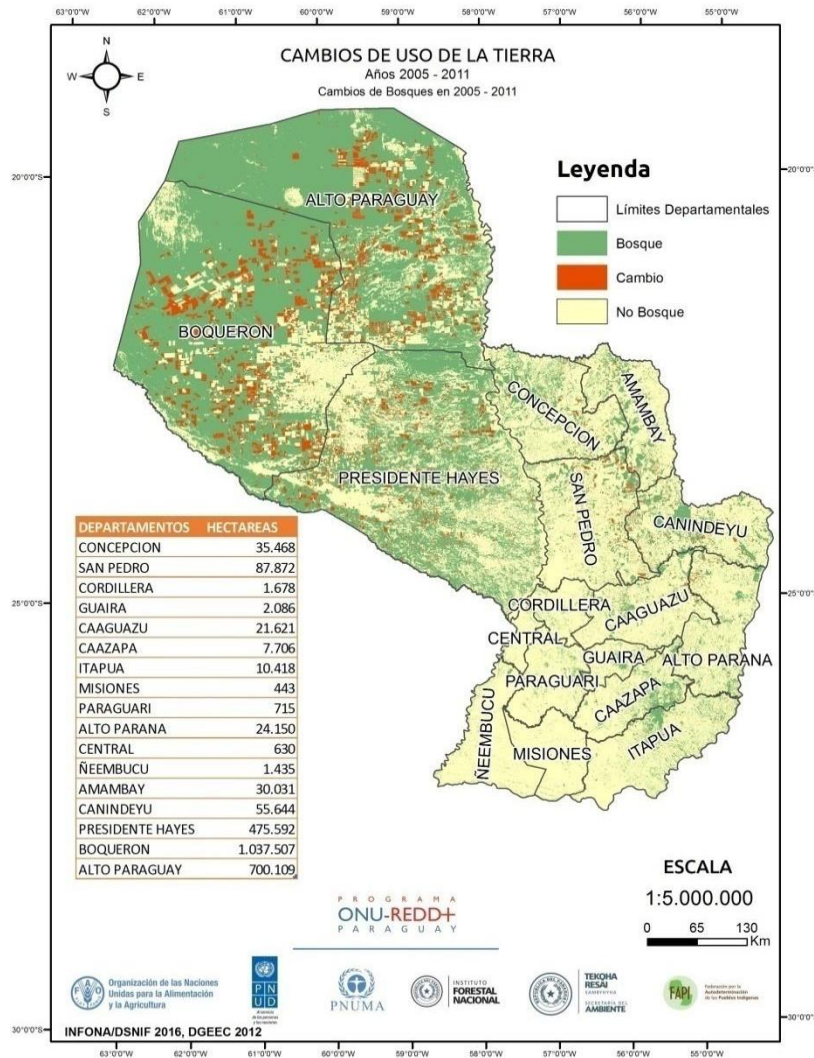 63°0'0"W 62°0'0"W 61°0'0"W 60°0'0"W 59°0'0"W 58°0'0"W 57°0'0"W 56°0'0"W 55°0'0"W
N
W E
S
CAMBIOS DE USO DE LA TIERRA
Años 2005 - 2011
Cambios de Bosques en 2005 - 2011
20°0'0"S
20°0'0"S
Leyenda
Límites Departamentales
Bosque
Cambio
No Bosque
ALTO PARAGUAY
BOQUERON
CONCEPCION
AMAMBAY
PRESIDENTE HAYES
SAN PEDRO
CANINDEYU
CORDILLERA
CAAGUAZU
CENTRAL
GUAIRA
ALTO PARANA
PARAGUARI
CAAZAPA
ÑEEMBUCU
MISIONES
ITAPUA
DEPARTAMENTOS HECTAREAS
CONCEPCION 35.468
SAN PEDRO 87.872
CORDILLERA 1.678
GUAIRA 2.086
CAAGUAZU 21.621
CAAZAPA 7.706
ITAPUA 10.418
MISIONES 443
PARAGUARI 715
ALTO PARANA 24.150
CENTRAL 630
ÑEEMBUCU 1.435
AMAMBAY 30.031
CANINDEYU 55.644
PRESIDENTE HAYES 475.592
BOQUERON 1.037.507
ALTO PARAGUAY 700.109
25°0'0"S
25°0'0"S
ESCALA
1:5.000.000
0 65 130
Km
PROGRAMA
ONU-REDD+
PARAGUAY
Organización de las Naciones
Unidas para la Alimentación
y la Agricultura
P N
U D
PNUMA
INSTITUTO
FORESTAL
NACIONAL
TEKOHA
RESAI
SECRETARÍA DEL
AMBIENTE
FAPI
Federación por la
Autodeterminación
de los Pueblos Indígenas
INFONA/DSNIF 2016, DGEEC 2012
30°0'0"S
30°0'0"S
63°0'0"W 62°0'0"W 61°0'0"W 60°0'0"W 59°0'0"W 58°0'0"W 57°0'0"W 56°0'0"W 55°0'0"W